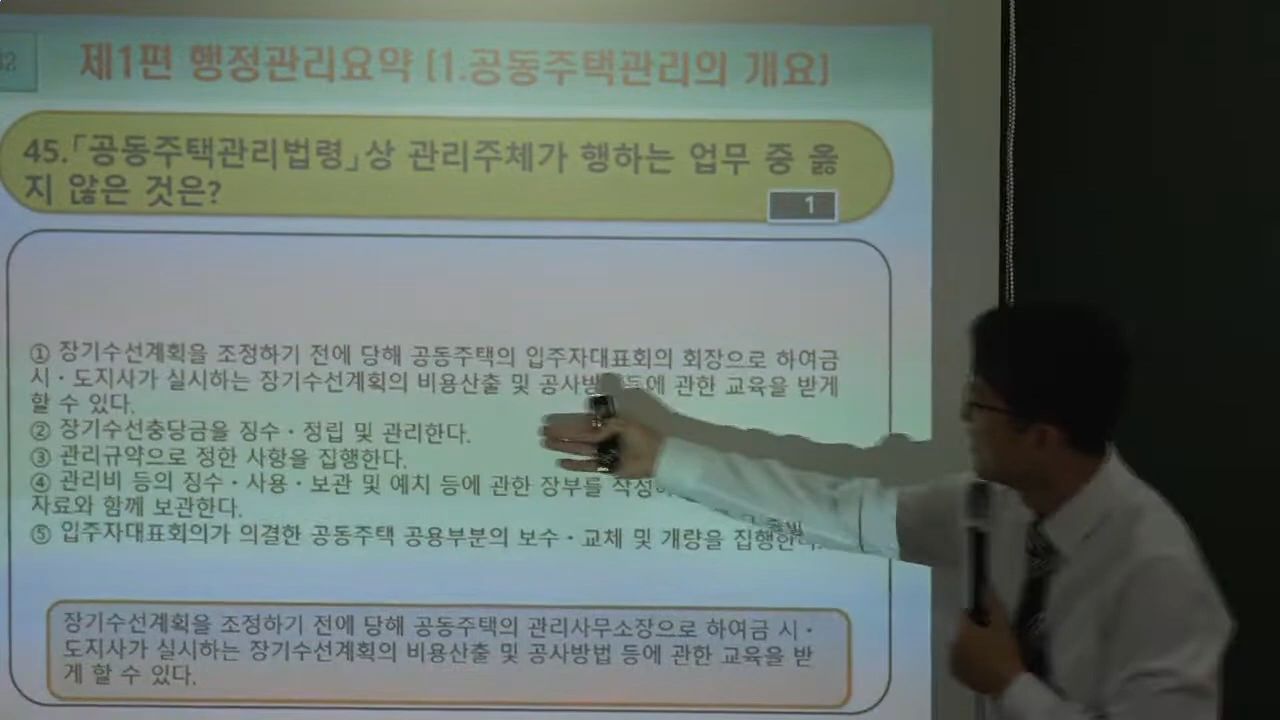 제1편 행정관리요약 [1.공동주택관리의 개요]
45.「공동주택관리법령」상 관리주체가 행하는 업무 중 옳
지 않은 것은?
1
① 장기수선계획을 조정하기 전에 당해 공동주택의 입주자대표회의 회장으로 하여금
시·도지사가 실시하는 장기수선계획의 비용산출 및 공사방 등에 관한 교육을 받게
할 수 있다.
② 장기수선충당금을 징수·적립 및 관리한다.
③ 관리규약으로 정한 사항을 집행한다.
④ 관리비 등의 징수·사용·보관 및 예치 등에 관한 장부를
자료와 함께 보관한다.
⑤ 입주자대표회의가 의결한 공동주택 공용부분의 보수·교체 및 개량을 집행한다.
장기수선계획을 조정하기 전에 당해 공동주택의 관리사무소장으로 하여금 시·
도지사가 실시하는 장기수선계획의 비용산출 및 공사방법 등에 관한 교육을 받
게 할 수 있다.